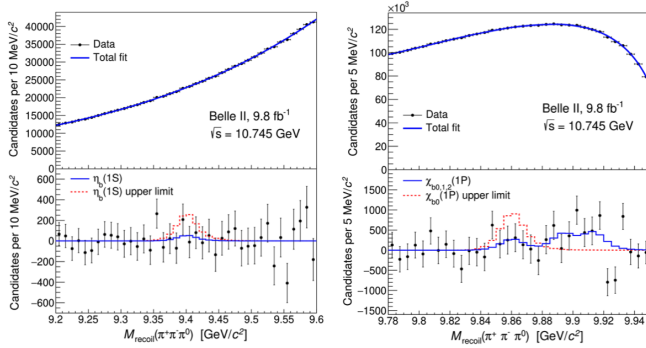 Candidates per 10 MeV/c²
40000
35000
30000
25000
20000
15000
10000
5000
0
Data
Total fit
Belle II, 9.8 fb⁻¹
√s = 10.745 GeV
Candidates per 10 MeV/c²
600
400
200
0
−200
−400
−600
η_b(1S)
η_b(1S) upper limit
9.2 9.25 9.3 9.35 9.4 9.45 9.5 9.55 9.6
M_recoil(π⁺π⁻π⁰) [GeV/c²]
×10³
Candidates per 5 MeV/c²
120
100
80
60
40
20
0
Data
Total fit
Belle II, 9.8 fb⁻¹
√s = 10.745 GeV
Candidates per 5 MeV/c²
1500
1000
500
0
−500
−1000
−1500
χ_b0,1,2(1P)
χ_b0(1P) upper limit
9.78 9.8 9.82 9.84 9.86 9.88 9.9 9.92 9.94
M_recoil(π⁺ π⁻ π⁰) [GeV/c²]